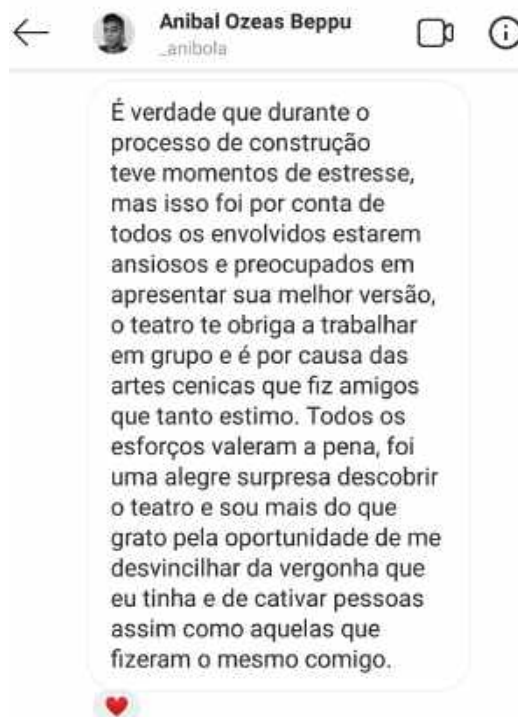 Anibal Ozeas Beppu
_anibola
É verdade que durante o
processo de construção
teve momentos de estresse,
mas isso foi por conta de
todos os envolvidos estarem
ansiosos e preocupados em
apresentar sua melhor versão,
o teatro te obriga a trabalhar
em grupo e é por causa das
artes cenicas que fiz amigos
que tanto estimo. Todos os
esforços valeram a pena, foi
uma alegre surpresa descobrir
o teatro e sou mais do que
grato pela oportunidade de me
desvincilhar da vergonha que
eu tinha e de cativar pessoas
assim como aquelas que
fizeram o mesmo comigo.